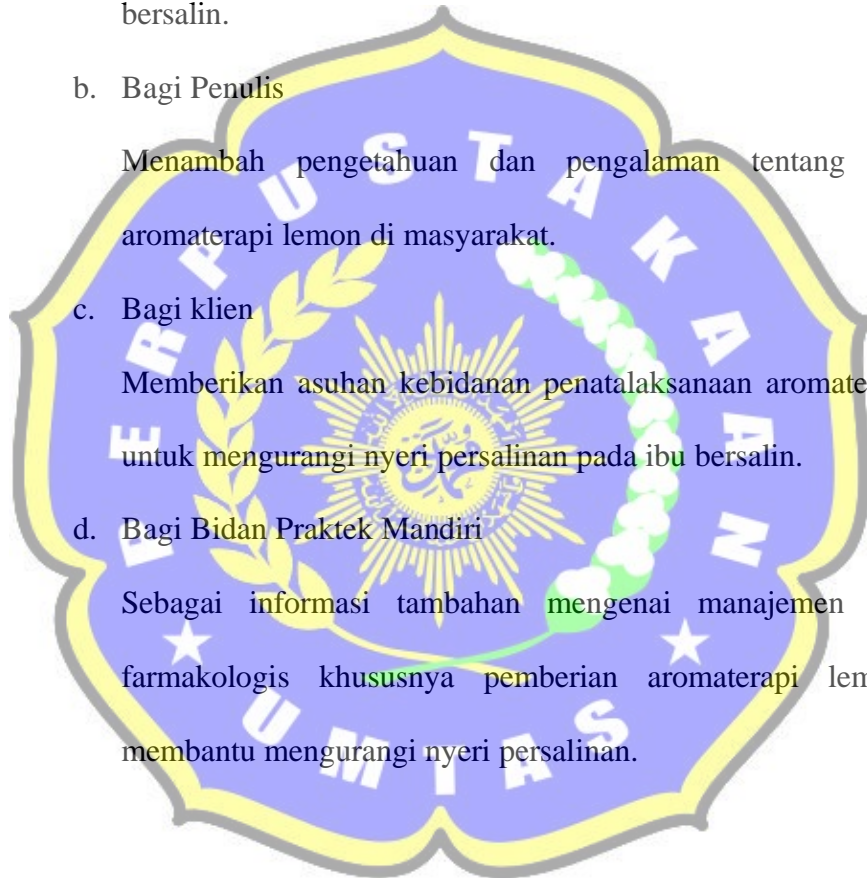 bersalin.
b. Bagi Penulis
Menambah pengetahuan dan pengalaman tentang
aromaterapi lemon di masyarakat.
c. Bagi klien
Memberikan asuhan kebidanan penatalaksanaan
untuk mengurangi nyeri persalinan pada ibu bersalin.
d. Bagi Bidan Praktek Mandiri
Sebagai informasi tambahan mengenai manajemen
farmakologis khususnya pemberian aromaterapi
membantu mengurangi nyeri persalinan.
PERPUSTAKAAN
UMTAS